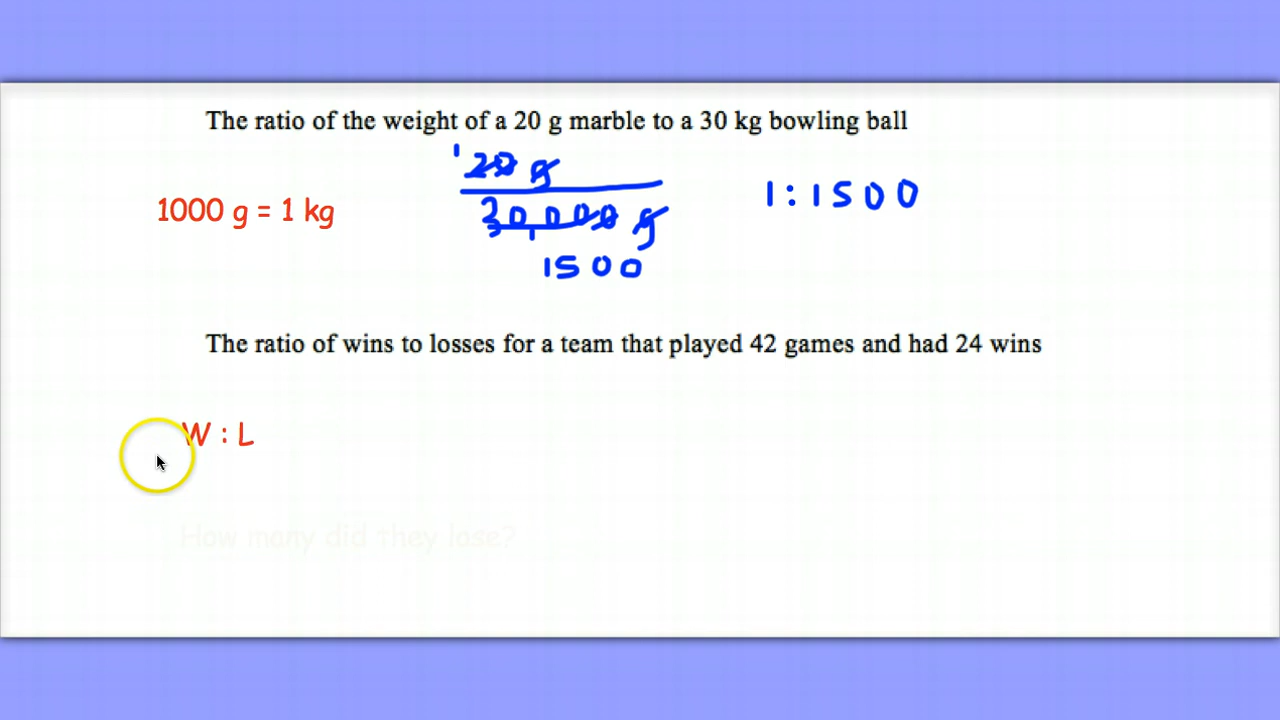 The ratio of the weight of a 20 g marble to a 30 kg bowling ball
1 20 g
1000 g = 1 kg
30,000 g
1:1500
1500
The ratio of wins to losses for a team that played 42 games and had 24 wins
W : L
How many did they lose?